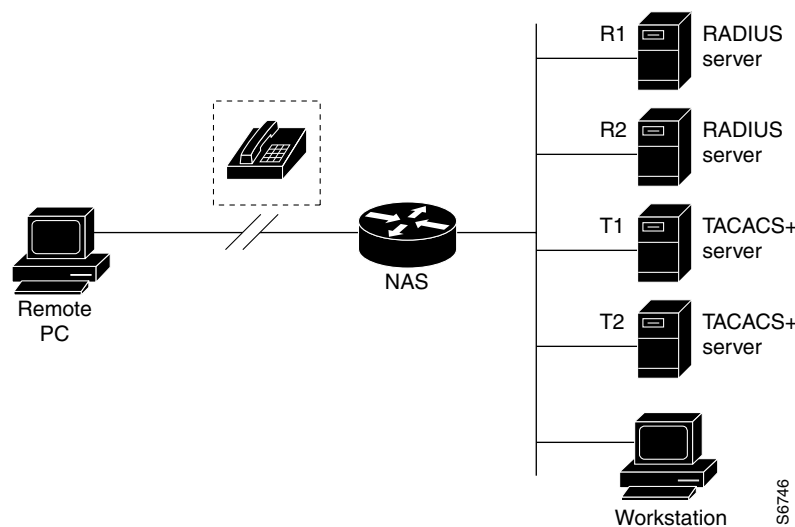 R1
RADIUS
server
R2
RADIUS
server
T1
TACACS+
server
NAS
Remote
PC
T2
TACACS+
server
Workstation
S6746